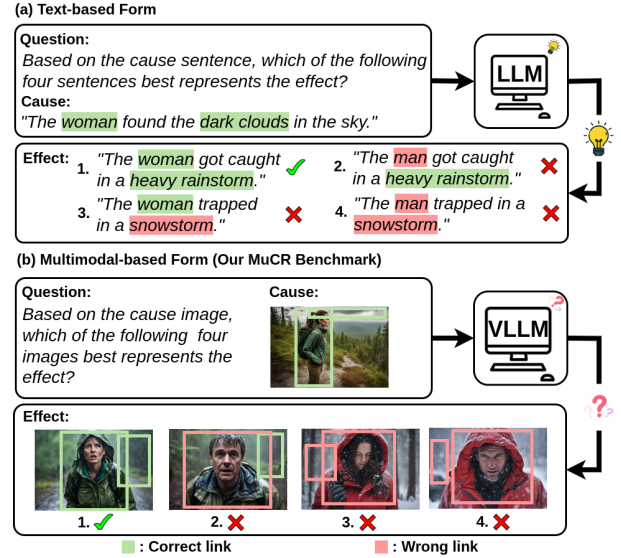 (a) Text-based Form
Question:
Based on the cause sentence, which of the following
four sentences best represents the effect?
Cause:
"The woman found the dark clouds in the sky."
LLM
Effect:
1. "The woman got caught
in a heavy rainstorm."
2. "The man got caught
in a heavy rainstorm."
3. "The woman trapped
in a snowstorm."
4. "The man trapped in a
snowstorm."
(b) Multimodal-based Form (Our MuCR Benchmark)
Question:
Based on the cause image,
which of the following four
images best represents the
effect?
Cause:
VLLM
?
???
Effect:
1.
2.
3.
4.
: Correct link
: Wrong link